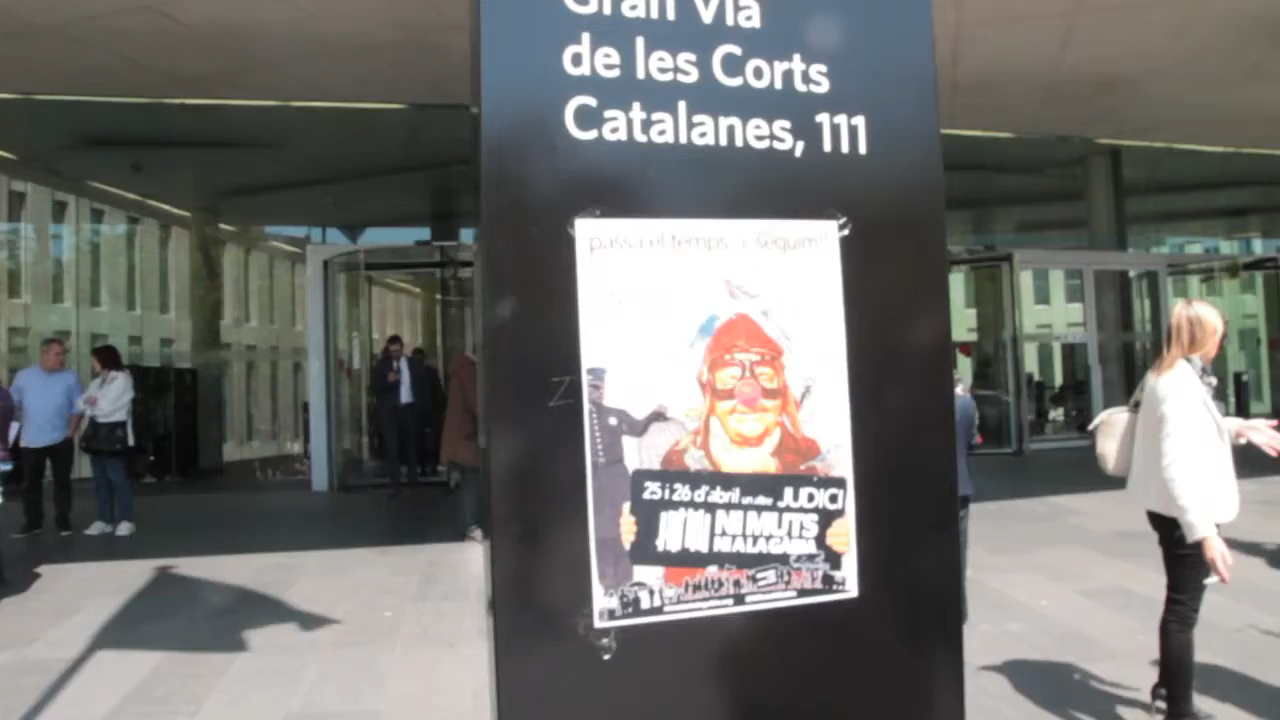 Gran Via
de les Corts
Catalanes, 111
passa el temps i seguim!!
25 i 26 d'abril un altre JUDICI
NI MUTS
NI A LA GÀBIA